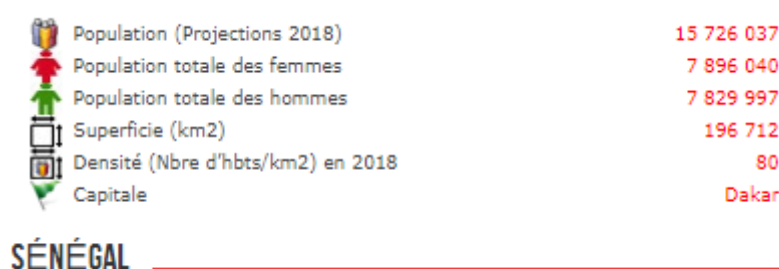 Population (Projections 2018) 15 726 037
Population totale des femmes 7 896 040
Population totale des hommes 7 829 997
Superficie (km2) 196 712
Densité (Nbre d'hbts/km2) en 2018 80
Capitale Dakar
SÉNÉGAL